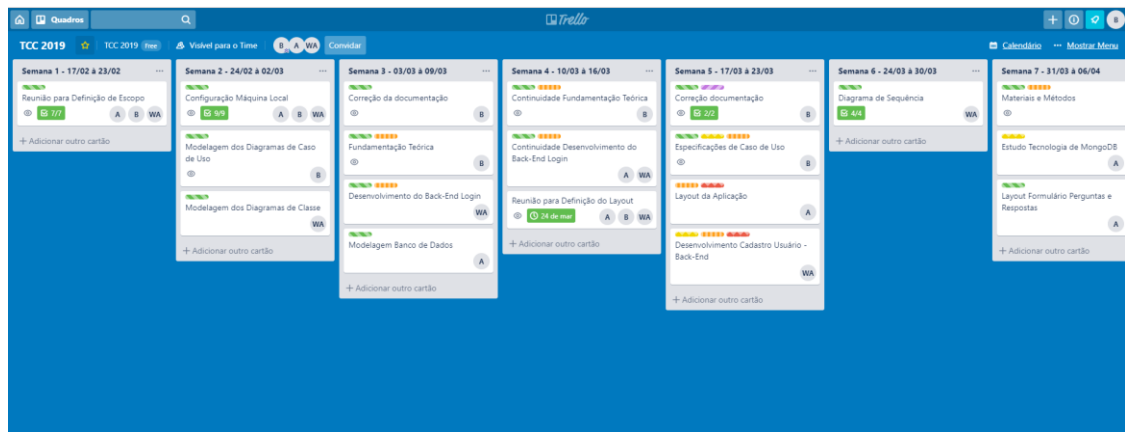 Quadros
Trello
B
TCC 2019
TCC 2019 Free
Visível para o Time
B A WA
Convidar
Calendário
... Mostrar Menu
Semana 1 - 17/02 à 23/02 ...
Reunião para Definição de Escopo
7/7 A B WA
+ Adicionar outro cartão
Semana 2 - 24/02 à 02/03 ...
Configuração Máquina Local
9/9 A B WA
Modelagem dos Diagramas de Caso
de Uso
B
Modelagem dos Diagramas de Classe
WA
+ Adicionar outro cartão
Semana 3 - 03/03 à 09/03 ...
Correção da documentação
B
Fundamentação Teórica
B
Desenvolvimento do Back-End Login
WA
Modelagem Banco de Dados
A
+ Adicionar outro cartão
Semana 4 - 10/03 à 16/03 ...
Continuidade Fundamentação Teórica
B
Continuidade Desenvolvimento do
Back-End Login
A WA
Reunião para Definição do Layout
24 de mar A B WA
+ Adicionar outro cartão
Semana 5 - 17/03 à 23/03 ...
Correção documentação
2/2 B
Especificações de Caso de Uso
B
Layout da Aplicação
A
Desenvolvimento Cadastro Usuário -
Back-End
WA
+ Adicionar outro cartão
Semana 6 - 24/03 à 30/03 ...
Diagrama de Sequência
4/4 WA
+ Adicionar outro cartão
Semana 7 - 31/03 à 06/04
Materiais e Métodos
B
Estudo Tecnologia de MongoDB
A
Layout Formulário Perguntas e
Respostas
A
+ Adicionar outro cartão